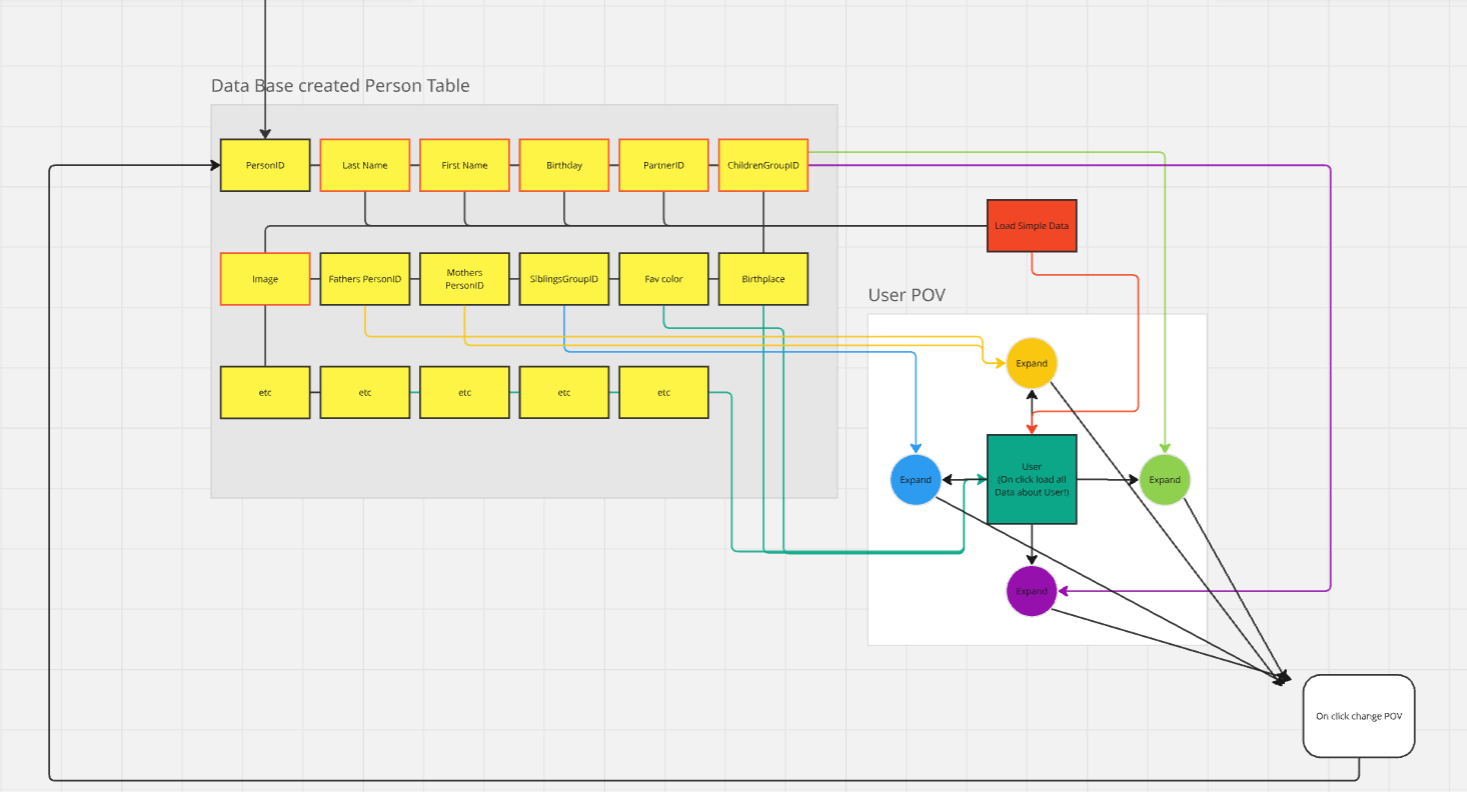 Data Base created Person Table
PersonID
Last Name
First Name
Birthday
PartnerID
ChildrenGroupID
Load Simple Data
Image
Fathers PersonID
Mothers
PersonID
SiblingsGroupID
Fav color
Birthplace
User POV
Expand
etc
etc
etc
etc
etc
Expand
User
(On click load all
Data about User!)
Expand
Expand
On click change POV